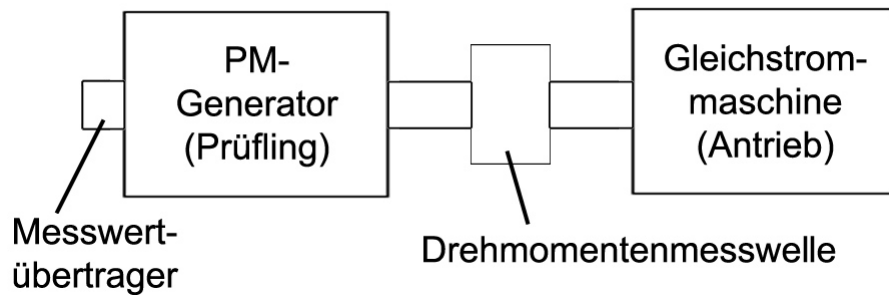 PM-
Generator
(Prüfling)
Gleichstrom-
maschine
(Antrieb)
Messwert-
übertrager
Drehmomentenmesswelle